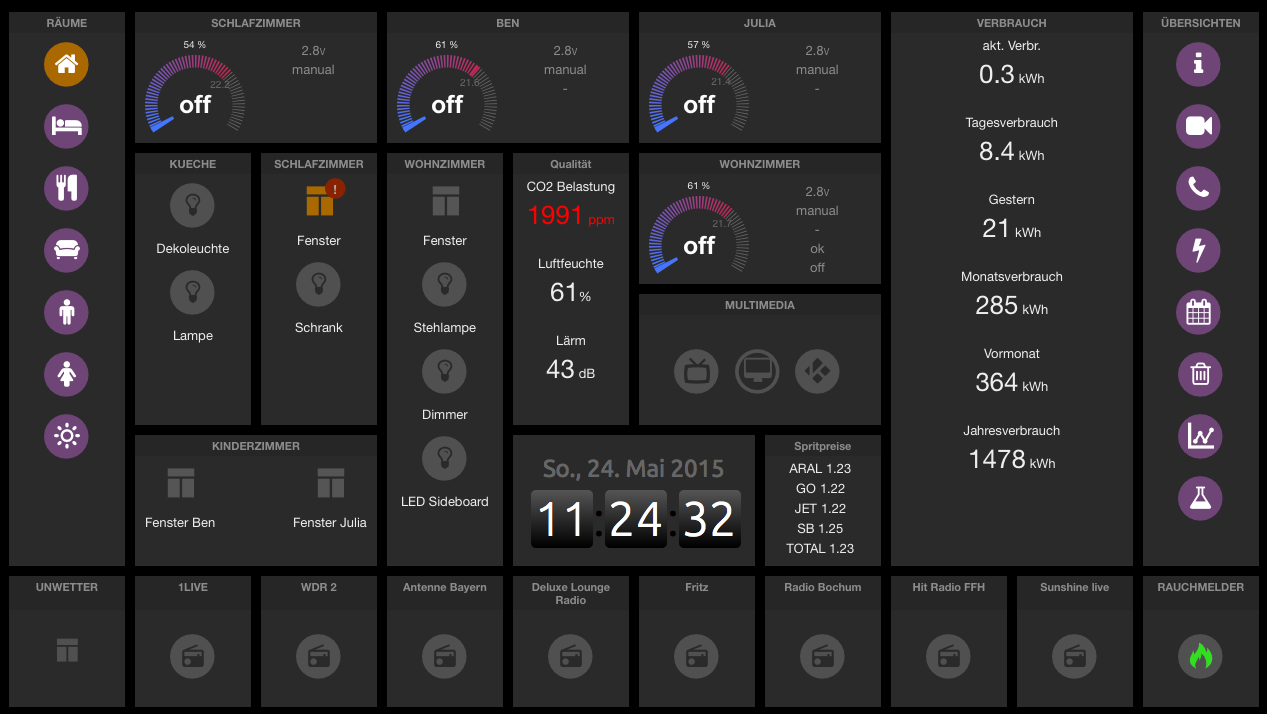 RÄUME
SCHLAFZIMMER
54 %
22.2
off
2.8v
manual
BEN
61 %
21.6
off
2.8v
manual
-
JULIA
57 %
21.4
off
2.8v
manual
-
VERBRAUCH
akt. Verbr.
0.3 kWh
Tagesverbrauch
8.4 kWh
Gestern
21 kWh
Monatsverbrauch
285 kWh
Vormonat
364 kWh
Jahresverbrauch
1478 kWh
ÜBERSICHTEN
KUECHE
Dekoleuchte
Lampe
SCHLAFZIMMER
!
Fenster
Schrank
WOHNZIMMER
Fenster
Stehlampe
Dimmer
LED Sideboard
Qualität
CO2 Belastung
1991 ppm
Luftfeuchte
61%
Lärm
43 dB
WOHNZIMMER
61 %
21.7
off
2.8v
manual
-
ok
off
MULTIMEDIA
KINDERZIMMER
Fenster Ben
Fenster Julia
So., 24. Mai 2015
11:24:32
Spritpreise
ARAL 1.23
GO 1.22
JET 1.22
SB 1.25
TOTAL 1.23
UNWETTER
1LIVE
WDR 2
Antenne Bayern
Deluxe Lounge
Radio
Fritz
Radio Bochum
Hit Radio FFH
Sunshine live
RAUCHMELDER